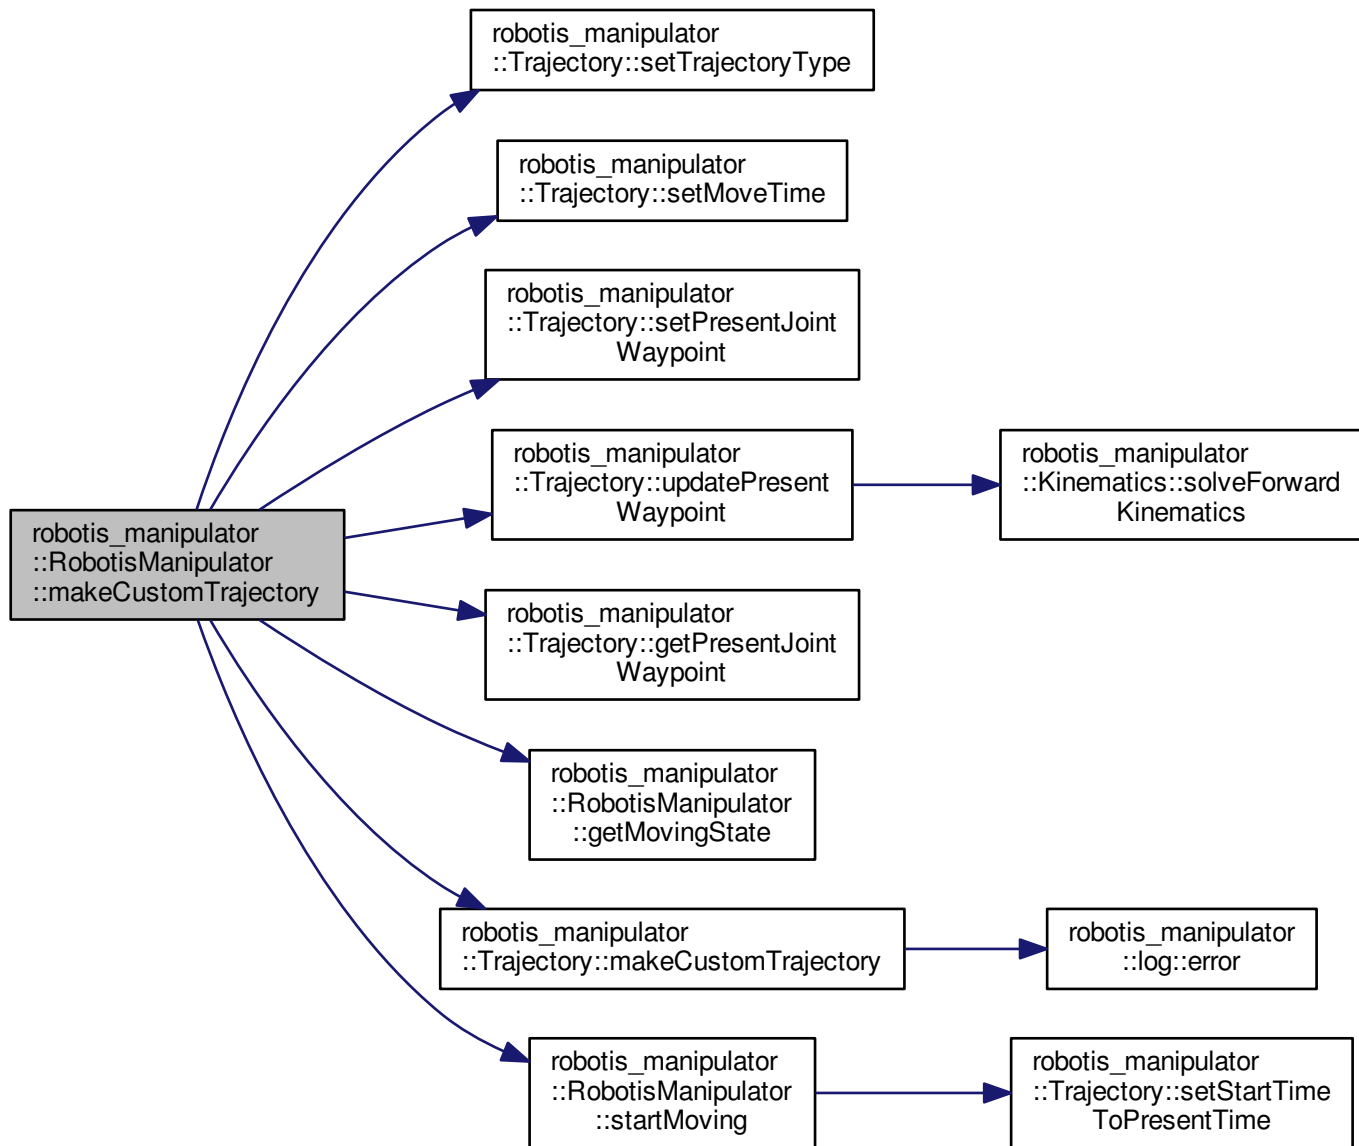 robotis_manipulator
::Trajectory::setTrajectoryType
robotis_manipulator
::Trajectory::setMoveTime
robotis_manipulator
::Trajectory::setPresentJoint
Waypoint
robotis_manipulator
::Trajectory::updatePresent
Waypoint
robotis_manipulator
::Kinematics::solveForward
Kinematics
robotis_manipulator
::RobotisManipulator
::makeCustomTrajectory
robotis_manipulator
::Trajectory::getPresentJoint
Waypoint
robotis_manipulator
::RobotisManipulator
::getMovingState
robotis_manipulator
::Trajectory::makeCustomTrajectory
robotis_manipulator
::log::error
robotis_manipulator
::RobotisManipulator
::startMoving
robotis_manipulator
::Trajectory::setStartTime
ToPresentTime